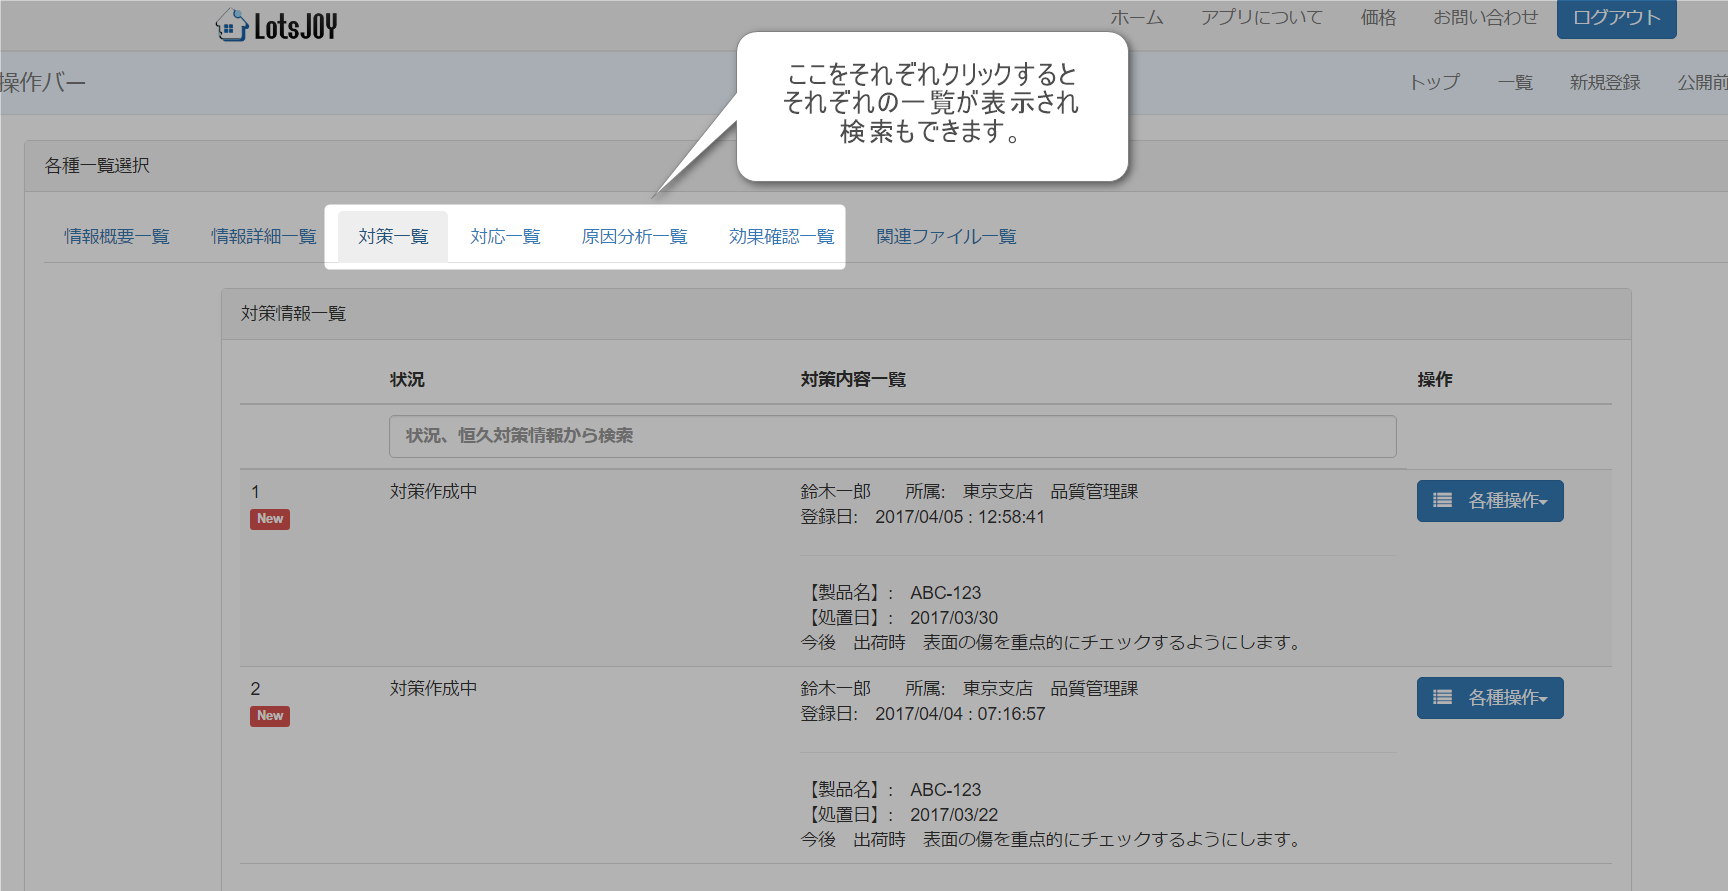 LotsJOY
ホーム アプリについて 価格 お問い合わせ ログアウト
操作バー
トップ 一覧 新規登録 公開前
ここをそれぞれクリックすると
それぞれの一覧が表示され
検索もできます。
各種一覧選択
情報概要一覧 情報詳細一覧 対策一覧 対応一覧 原因分析一覧 効果確認一覧 関連ファイル一覧
対策情報一覧
状況 対策内容一覧 操作
状況、恒久対策情報から検索
1 対策作成中 鈴木一郎 所属: 東京支店 品質管理課 各種操作
New 登録日: 2017/04/05 : 12:58:41
【製品名】: ABC-123
【処置日】: 2017/03/30
今後 出荷時 表面の傷を重点的にチェックするようにします。
2 対策作成中 鈴木一郎 所属: 東京支店 品質管理課 各種操作
New 登録日: 2017/04/04 : 07:16:57
【製品名】: ABC-123
【処置日】: 2017/03/22
今後 出荷時 表面の傷を重点的にチェックするようにします。